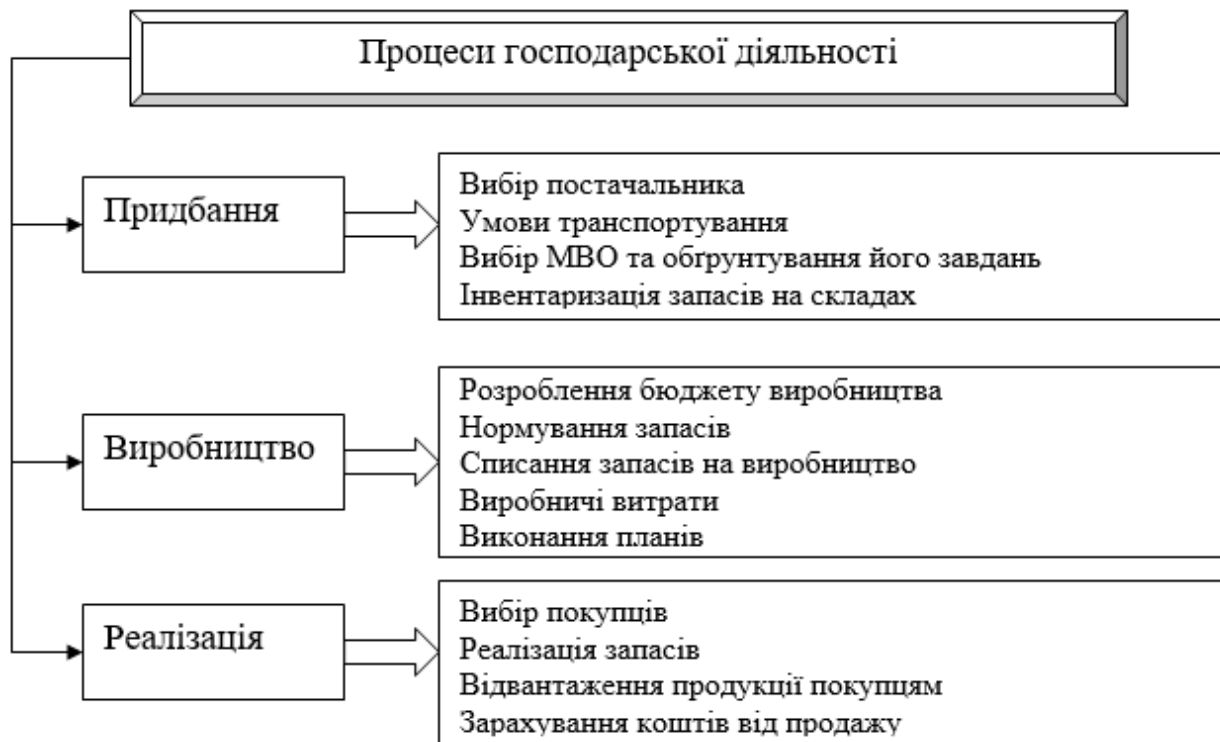 Процеси господарської діяльності
Придбання
Вибір постачальника
Умови транспортування
Вибір МВО та обґрунтування його завдань
Інвентаризація запасів на складах
Виробництво
Розроблення бюджету виробництва
Нормування запасів
Списання запасів на виробництво
Виробничі витрати
Виконання планів
Реалізація
Вибір покупців
Реалізація запасів
Відвантаження продукції покупцям
Зарахування коштів від продажу